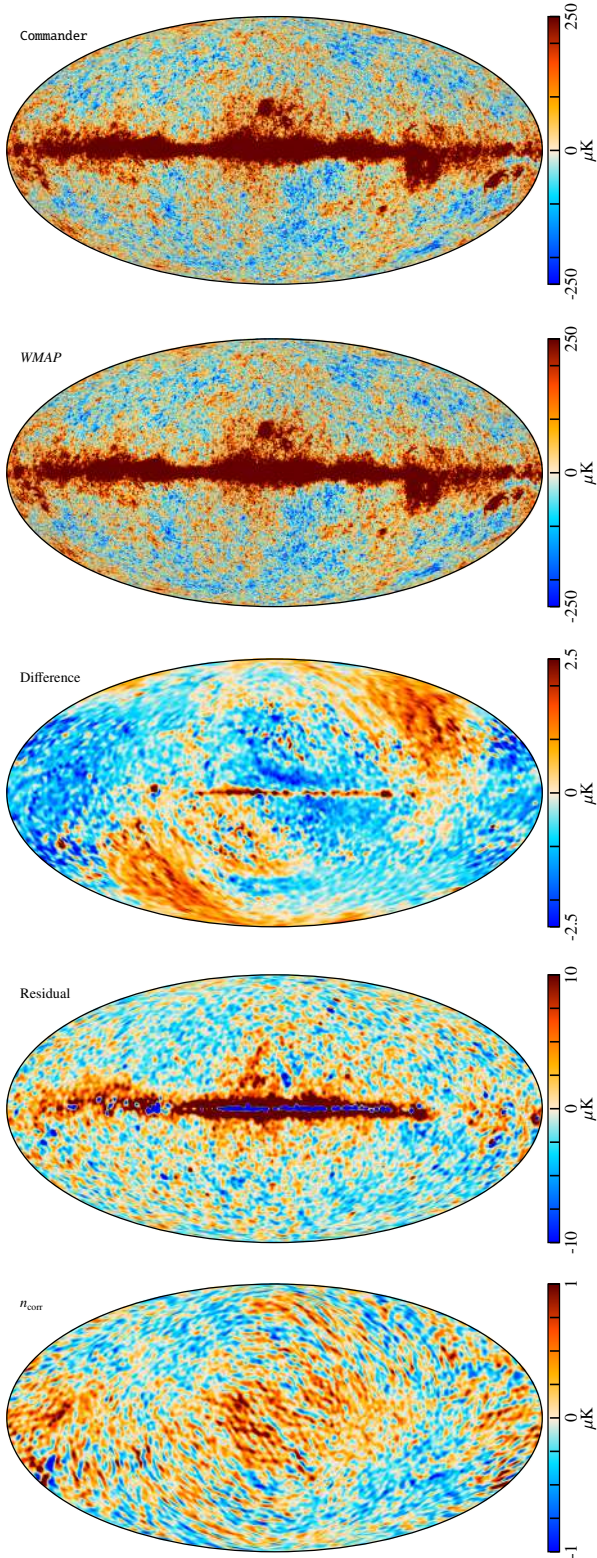 Commander
250
0
-250
μK
WMAP
250
0
-250
μK
Difference
2.5
0
-2.5
μK
Residual
10
0
-10
μK
n_corr
1
0
-1
μK